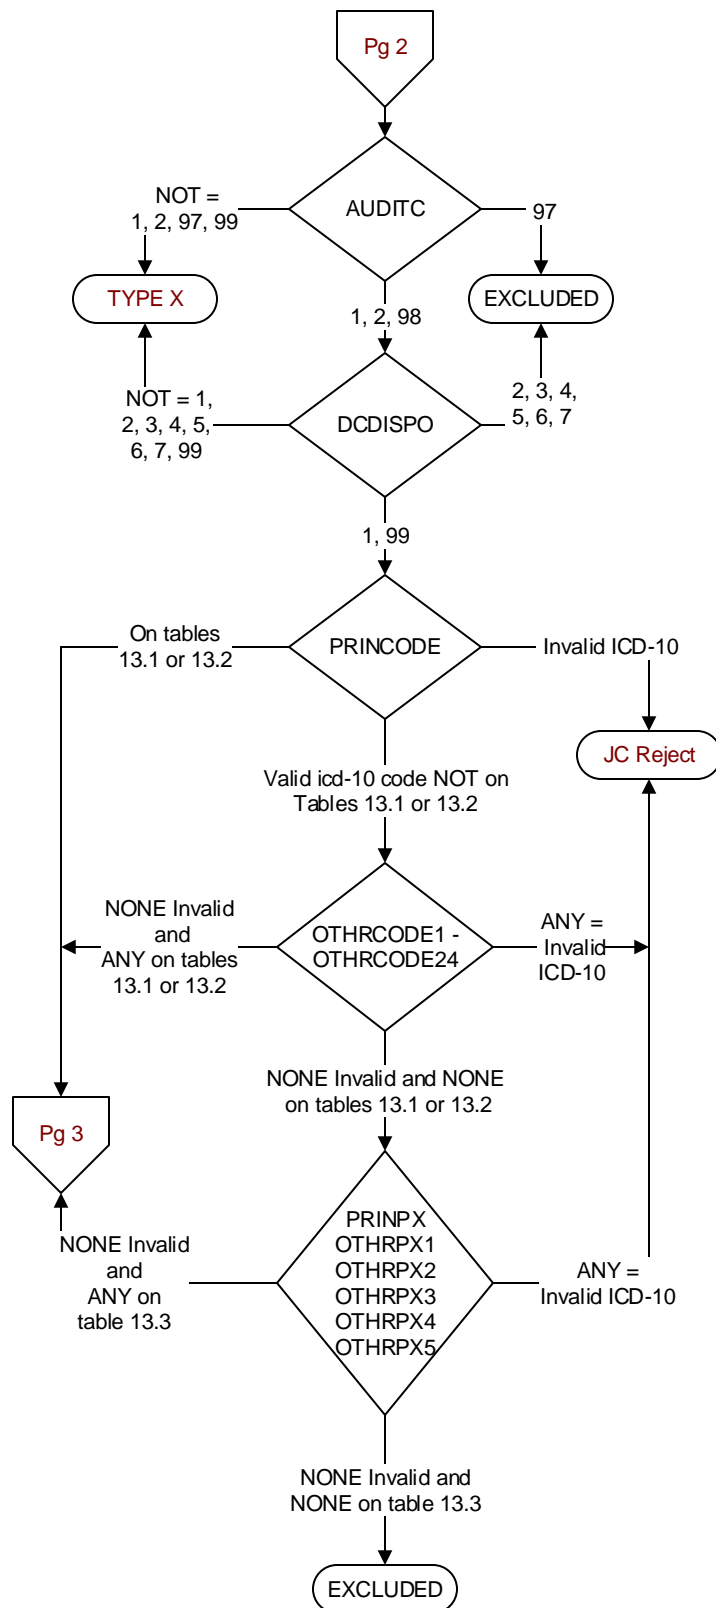 Pg 2
AUDITC
NOT =
1, 2, 97, 99
97
TYPE X
EXCLUDED
1, 2, 98
DCDISPO
NOT = 1,
2, 3, 4, 5,
6, 7, 99
2, 3, 4,
5, 6, 7
1, 99
PRINCODE
On tables
13.1 or 13.2
Invalid ICD-10
JC Reject
Valid icd-10 code NOT on
Tables 13.1 or 13.2
OTHRCODE1 -
OTHRCODE24
NONE Invalid
and
ANY on tables
13.1 or 13.2
ANY =
Invalid
ICD-10
NONE Invalid and NONE
on tables 13.1 or 13.2
Pg 3
PRINPX
OTHRPX1
OTHRPX2
OTHRPX3
OTHRPX4
OTHRPX5
NONE Invalid
and
ANY on
table 13.3
ANY =
Invalid ICD-10
NONE Invalid and
NONE on table 13.3
EXCLUDED